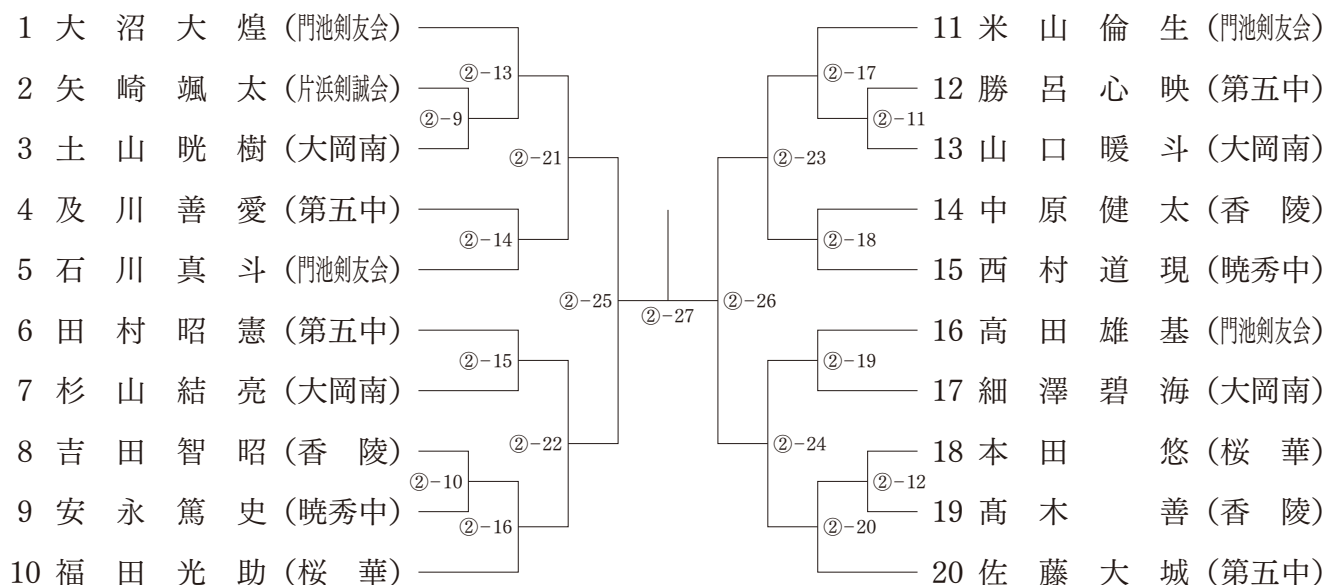 1 大沼大煌（門池剣友会）
2 矢崎颯太（片浜剣誠会）
3 土山晄樹（大岡南）
4 及川善愛（第五中）
5 石川真斗（門池剣友会）
6 田村昭憲（第五中）
7 杉山結亮（大岡南）
8 吉田智昭（香陵）
9 安永篤史（暁秀中）
10 福田光助（桜華）
②-13
②-9
②-21
②-14
②-25
②-15
②-22
②-10
②-16
②-27
②-17
②-11
②-23
②-18
②-26
②-19
②-24
②-12
②-20
11 米山倫生（門池剣友会）
12 勝呂心映（第五中）
13 山口暖斗（大岡南）
14 中原健太（香陵）
15 西村道現（暁秀中）
16 高田雄基（門池剣友会）
17 細澤碧海（大岡南）
18 本田悠（桜華）
19 髙木善（香陵）
20 佐藤大城（第五中）